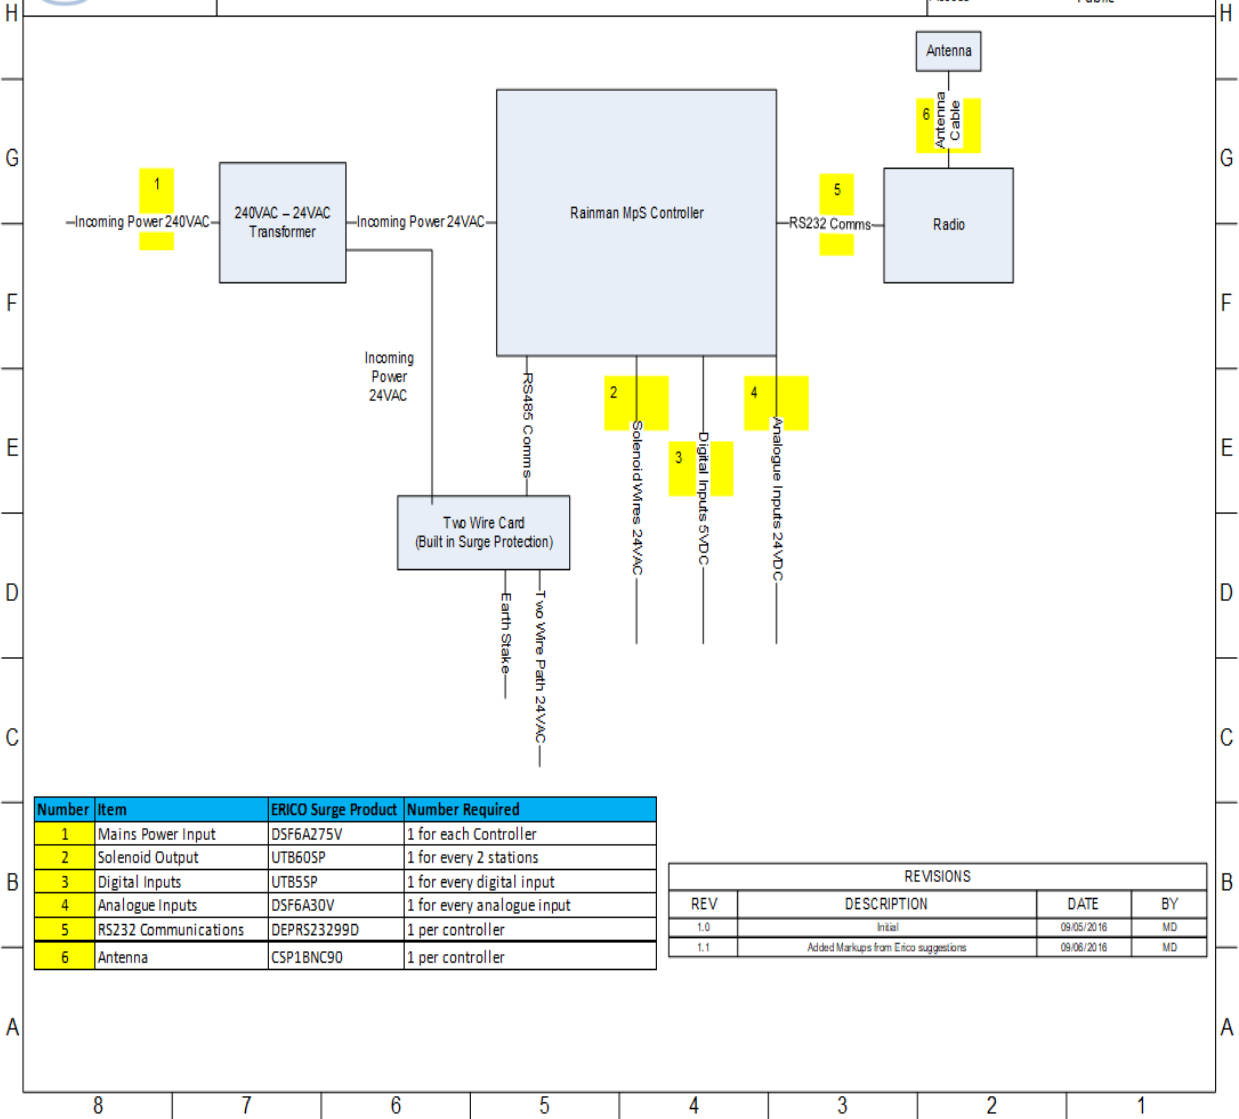 H
H
Antenna
6
Antenna
Cable
G
G
1
5
240VAC – 24VAC
Transformer
Incoming Power 240VAC
Incoming Power 24VAC
Rainman MpS Controller
RS232 Comms
Radio
F
F
Incoming
Power
24VAC
RS485 Comms
2
Solenoid Wires 24VAC
3
Digital Inputs 5VDC
4
Analogue Inputs 24VDC
E
E
Two Wire Card
(Built in Surge Protection)
D
D
Earth Stake
Two Wire Path 24VAC
C
C
Number Item ERICO Surge Product Number Required
1 Mains Power Input DSF6A275V 1 for each Controller
2 Solenoid Output UTB60SP 1 for every 2 stations
3 Digital Inputs UTB5SP 1 for every digital input
4 Analogue Inputs DSF6A30V 1 for every analogue input
5 RS232 Communications DEPRS23299D 1 per controller
6 Antenna CSP1BNC90 1 per controller
B
B
REVISIONS
REV DESCRIPTION DATE BY
1.0 Initial 09/05/2016 MD
1.1 Added Markups from Erico suggestions 09/06/2016 MD
A
A
8 7 6 5 4 3 2 1